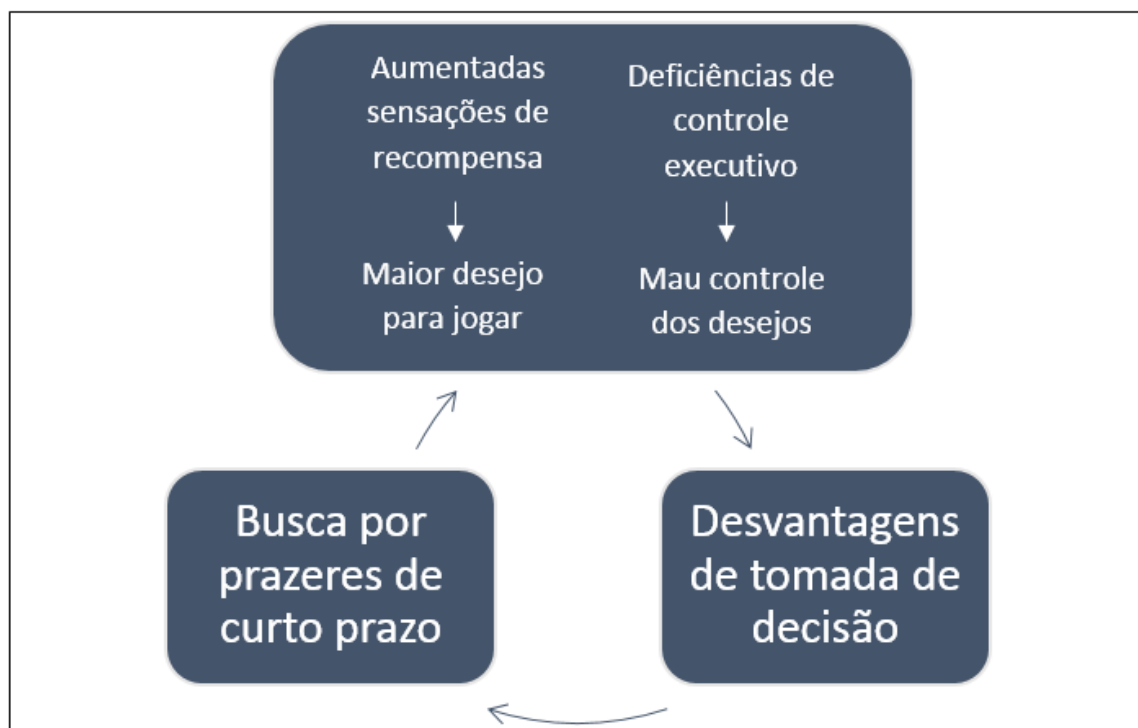 Aumentadas
sensações de
recompensa
Maior desejo
para jogar
Deficiências de
controle
executivo
Mau controle
dos desejos
Busca por
prazeres de
curto prazo
Desvantagens
de tomada de
decisão